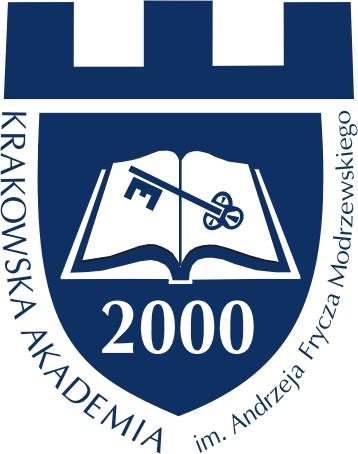 KRAKOWSKA AKADEMIA
im. Andrzeja Frycza Modrzewskiego
2000